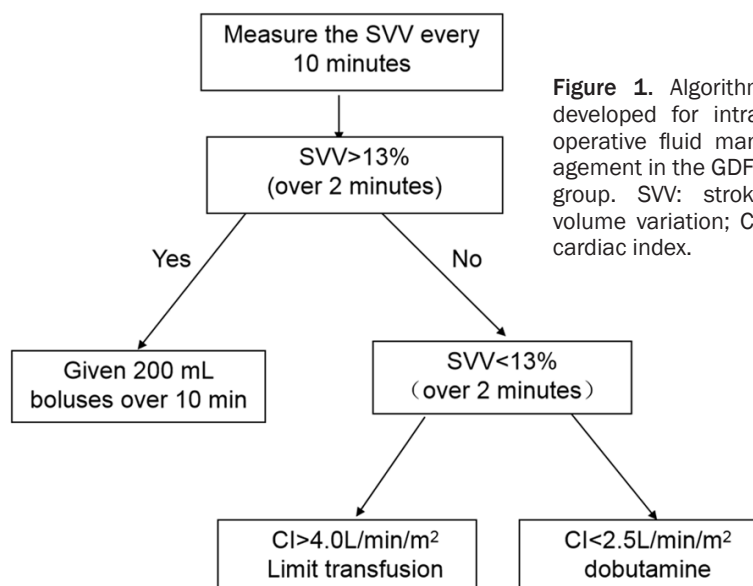 Measure the SVV every
10 minutes
Figure 1. Algorithm
developed for intra
operative fluid man
agement in the GDF
group. SVV: strok
volume variation; C
cardiac index.
SVV>13%
(over 2 minutes)
Yes
No
Given 200 mL
boluses over 10 min
SVV<13%
（over 2 minutes）
CI>4.0L/min/m²
Limit transfusion
CI<2.5L/min/m²
dobutamine